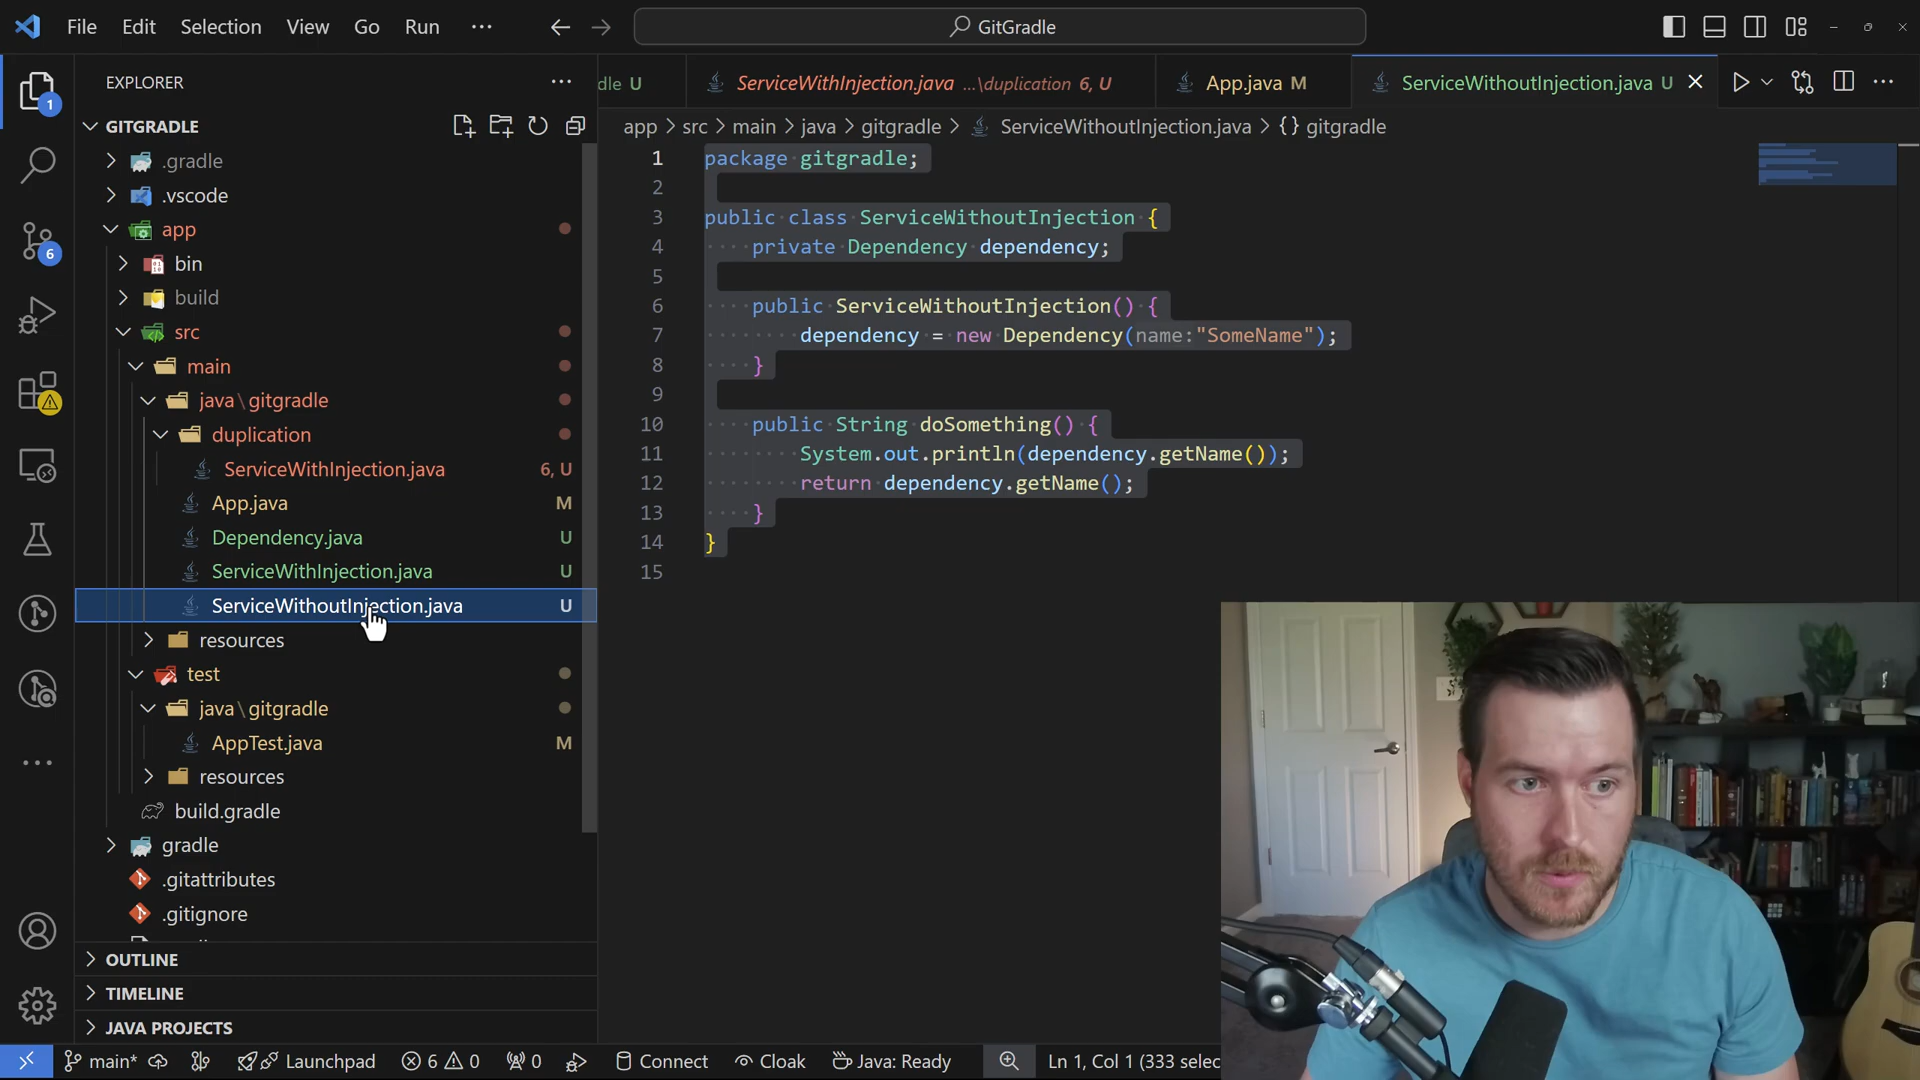 File Edit Selection View Go Run ··· GitGradle
EXPLORER ···
GITGRADLE
.gradle
.vscode
app
bin
build
src
main
java\gitgradle
duplication
ServiceWithInjection.java 6, U
App.java M
Dependency.java U
ServiceWithInjection.java U
ServiceWithoutInjection.java U
resources
test
java\gitgradle
AppTest.java M
resources
build.gradle
gradle
.gitattributes
.gitignore
OUTLINE
TIMELINE
JAVA PROJECTS
1
6
dle U ServiceWithInjection.java ...\duplication 6, U App.java M ServiceWithoutInjection.java U
app > src > main > java > gitgradle > ServiceWithoutInjection.java > {} gitgradle
1 package gitgradle;
2
3 public class ServiceWithoutInjection {
4 private Dependency dependency;
5
6 public ServiceWithoutInjection() {
7 dependency = new Dependency(name:"SomeName");
8 }
9
10 public String doSomething() {
11 System.out.println(dependency.getName());
12 return dependency.getName();
13 }
14 }
15
main* Launchpad 6 0 0 Connect Cloak Java: Ready Ln 1, Col 1 (333 selec